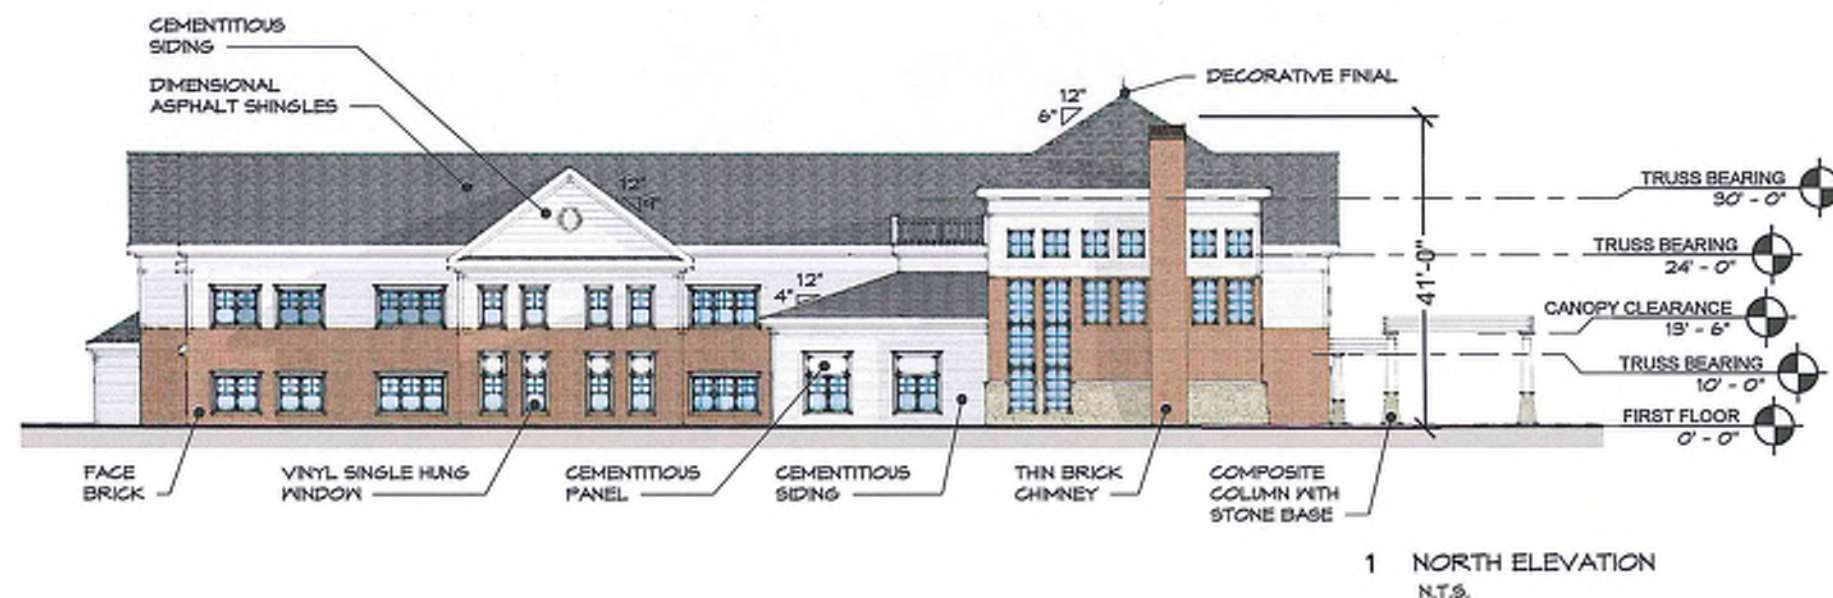 CEMENTITIOUS
SIDING
DIMENSIONAL
ASPHALT SHINGLES
DECORATIVE FINIAL
12"
6"
12"
12"
4"
41'-0"
TRUSS BEARING
30' - 0"
TRUSS BEARING
24' - 0"
CANOPY CLEARANCE
13' - 6"
TRUSS BEARING
10' - 0"
FIRST FLOOR
0' - 0"
FACE
BRICK
VINYL SINGLE HUNG
WINDOW
CEMENTITIOUS
PANEL
CEMENTITIOUS
SIDING
THIN BRICK
CHIMNEY
COMPOSITE
COLUMN WITH
STONE BASE
1 NORTH ELEVATION
N.T.S.